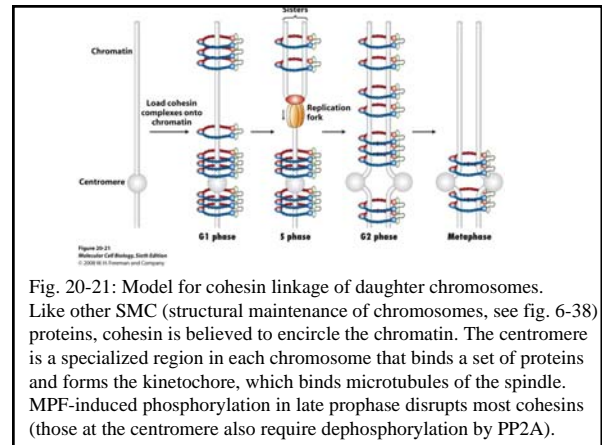 Sisters
Chromatin
Load cohesin
complexes onto
chromatin
Replication
fork
Centromere
G1 phase
S phase
G2 phase
Metaphase
Figure 20-21
Molecular Cell Biology, Sixth Edition
© 2008 W.H. Freeman and Company
Fig. 20-21: Model for cohesin linkage of daughter chromosomes.
Like other SMC (structural maintenance of chromosomes, see fig. 6-38)
proteins, cohesin is believed to encircle the chromatin. The centromere
is a specialized region in each chromosome that binds a set of proteins
and forms the kinetochore, which binds microtubules of the spindle.
MPF-induced phosphorylation in late prophase disrupts most cohesins
(those at the centromere also require dephosphorylation by PP2A).